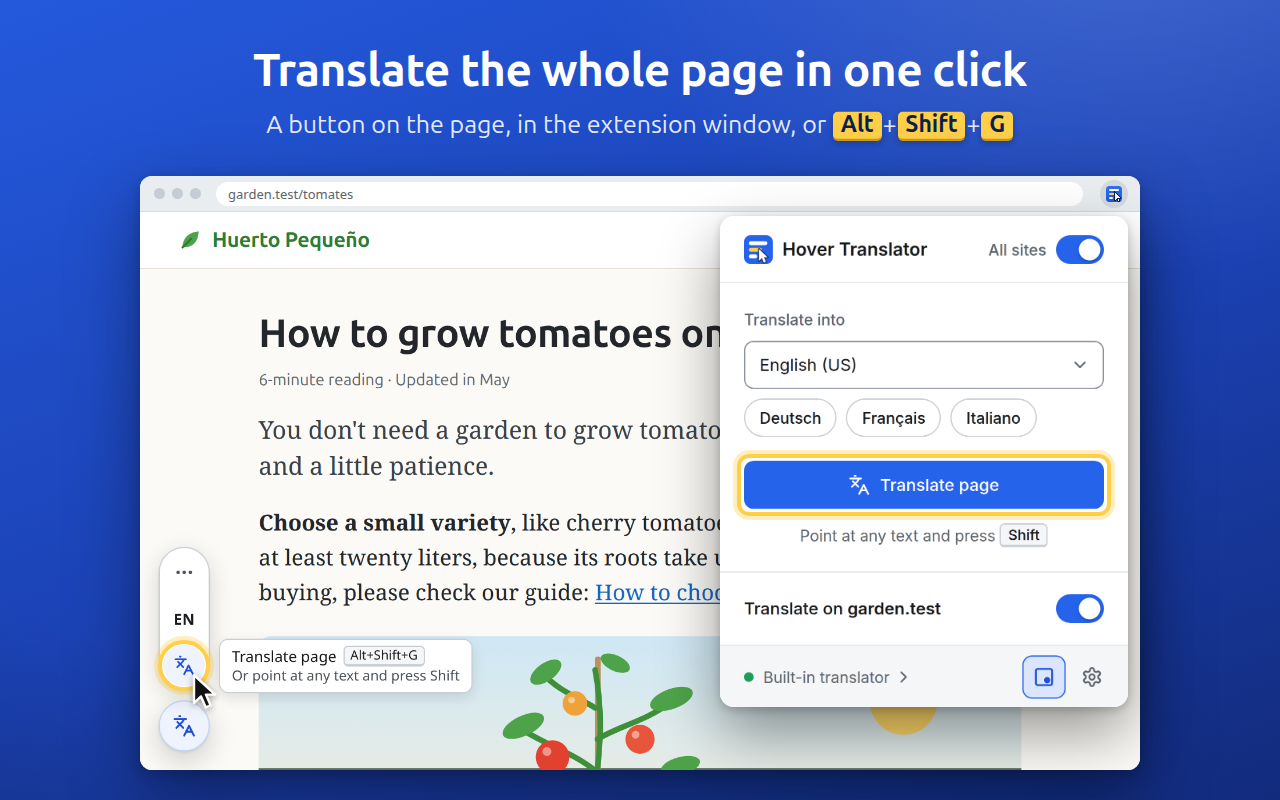 Translate the whole page in one click
A button on the page, in the extension window, or Alt+Shift+G
garden.test/tomates
Huerto Pequeño
How to grow tomatoes on
6-minute reading · Updated in May
You don't need a garden to grow tomato
and a little patience.
Choose a small variety, like cherry tomatoe
at least twenty liters, because its roots take u
buying, please check our guide: How to choo
EN
Translate page Alt+Shift+G
Or point at any text and press Shift
Hover Translator
All sites
Translate into
English (US)
Deutsch
Français
Italiano
Translate page
Point at any text and press Shift
Translate on garden.test
Built-in translator